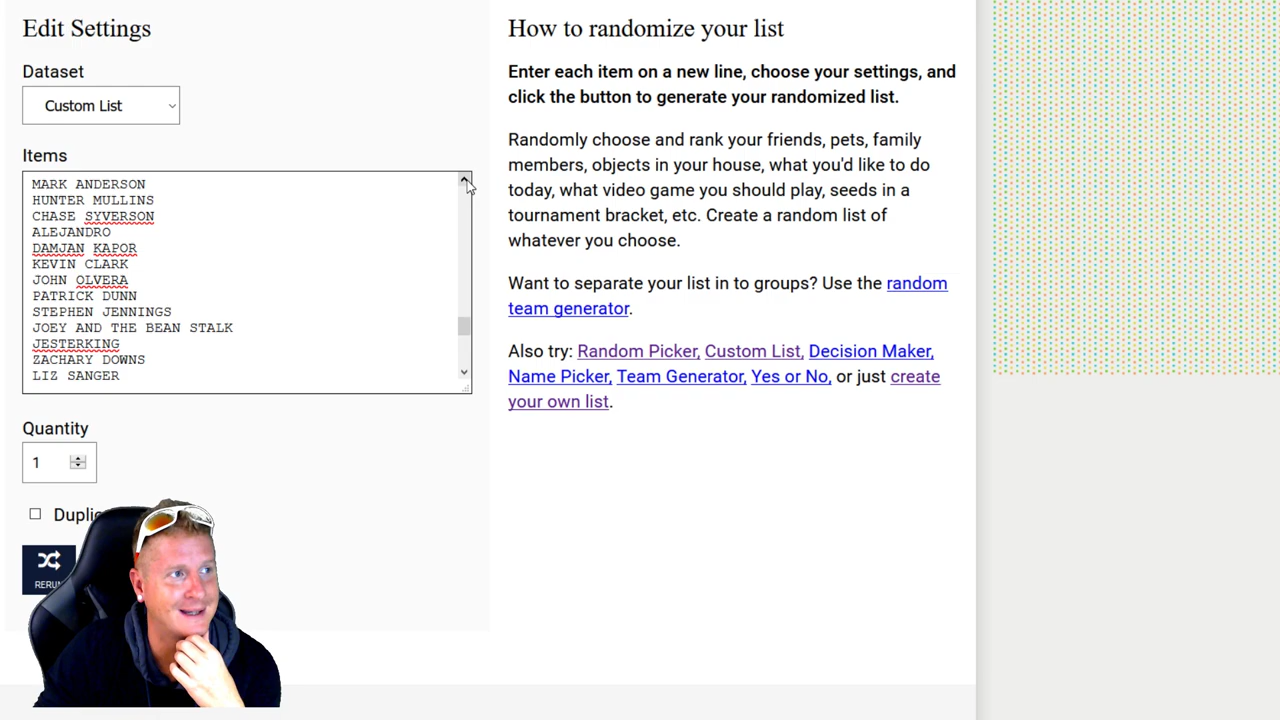 Edit Settings
Dataset
Custom List
Items
MARK ANDERSON
HUNTER MULLINS
CHASE SYVERSON
ALEJANDRO
DAMJAN KAPOR
KEVIN CLARK
JOHN OLVERA
PATRICK DUNN
STEPHEN JENNINGS
JOEY AND THE BEAN STALK
JESTERKING
ZACHARY DOWNS
LIZ SANGER
Quantity
1
How to randomize your list
Enter each item on a new line, choose your settings, and
click the button to generate your randomized list.
Randomly choose and rank your friends, pets, family
members, objects in your house, what you'd like to do
today, what video game you should play, seeds in a
tournament bracket, etc. Create a random list of
whatever you choose.
Want to separate your list in to groups? Use the random
team generator.
Also try: Random Picker, Custom List, Decision Maker,
Name Picker, Team Generator, Yes or No, or just create
your own list.